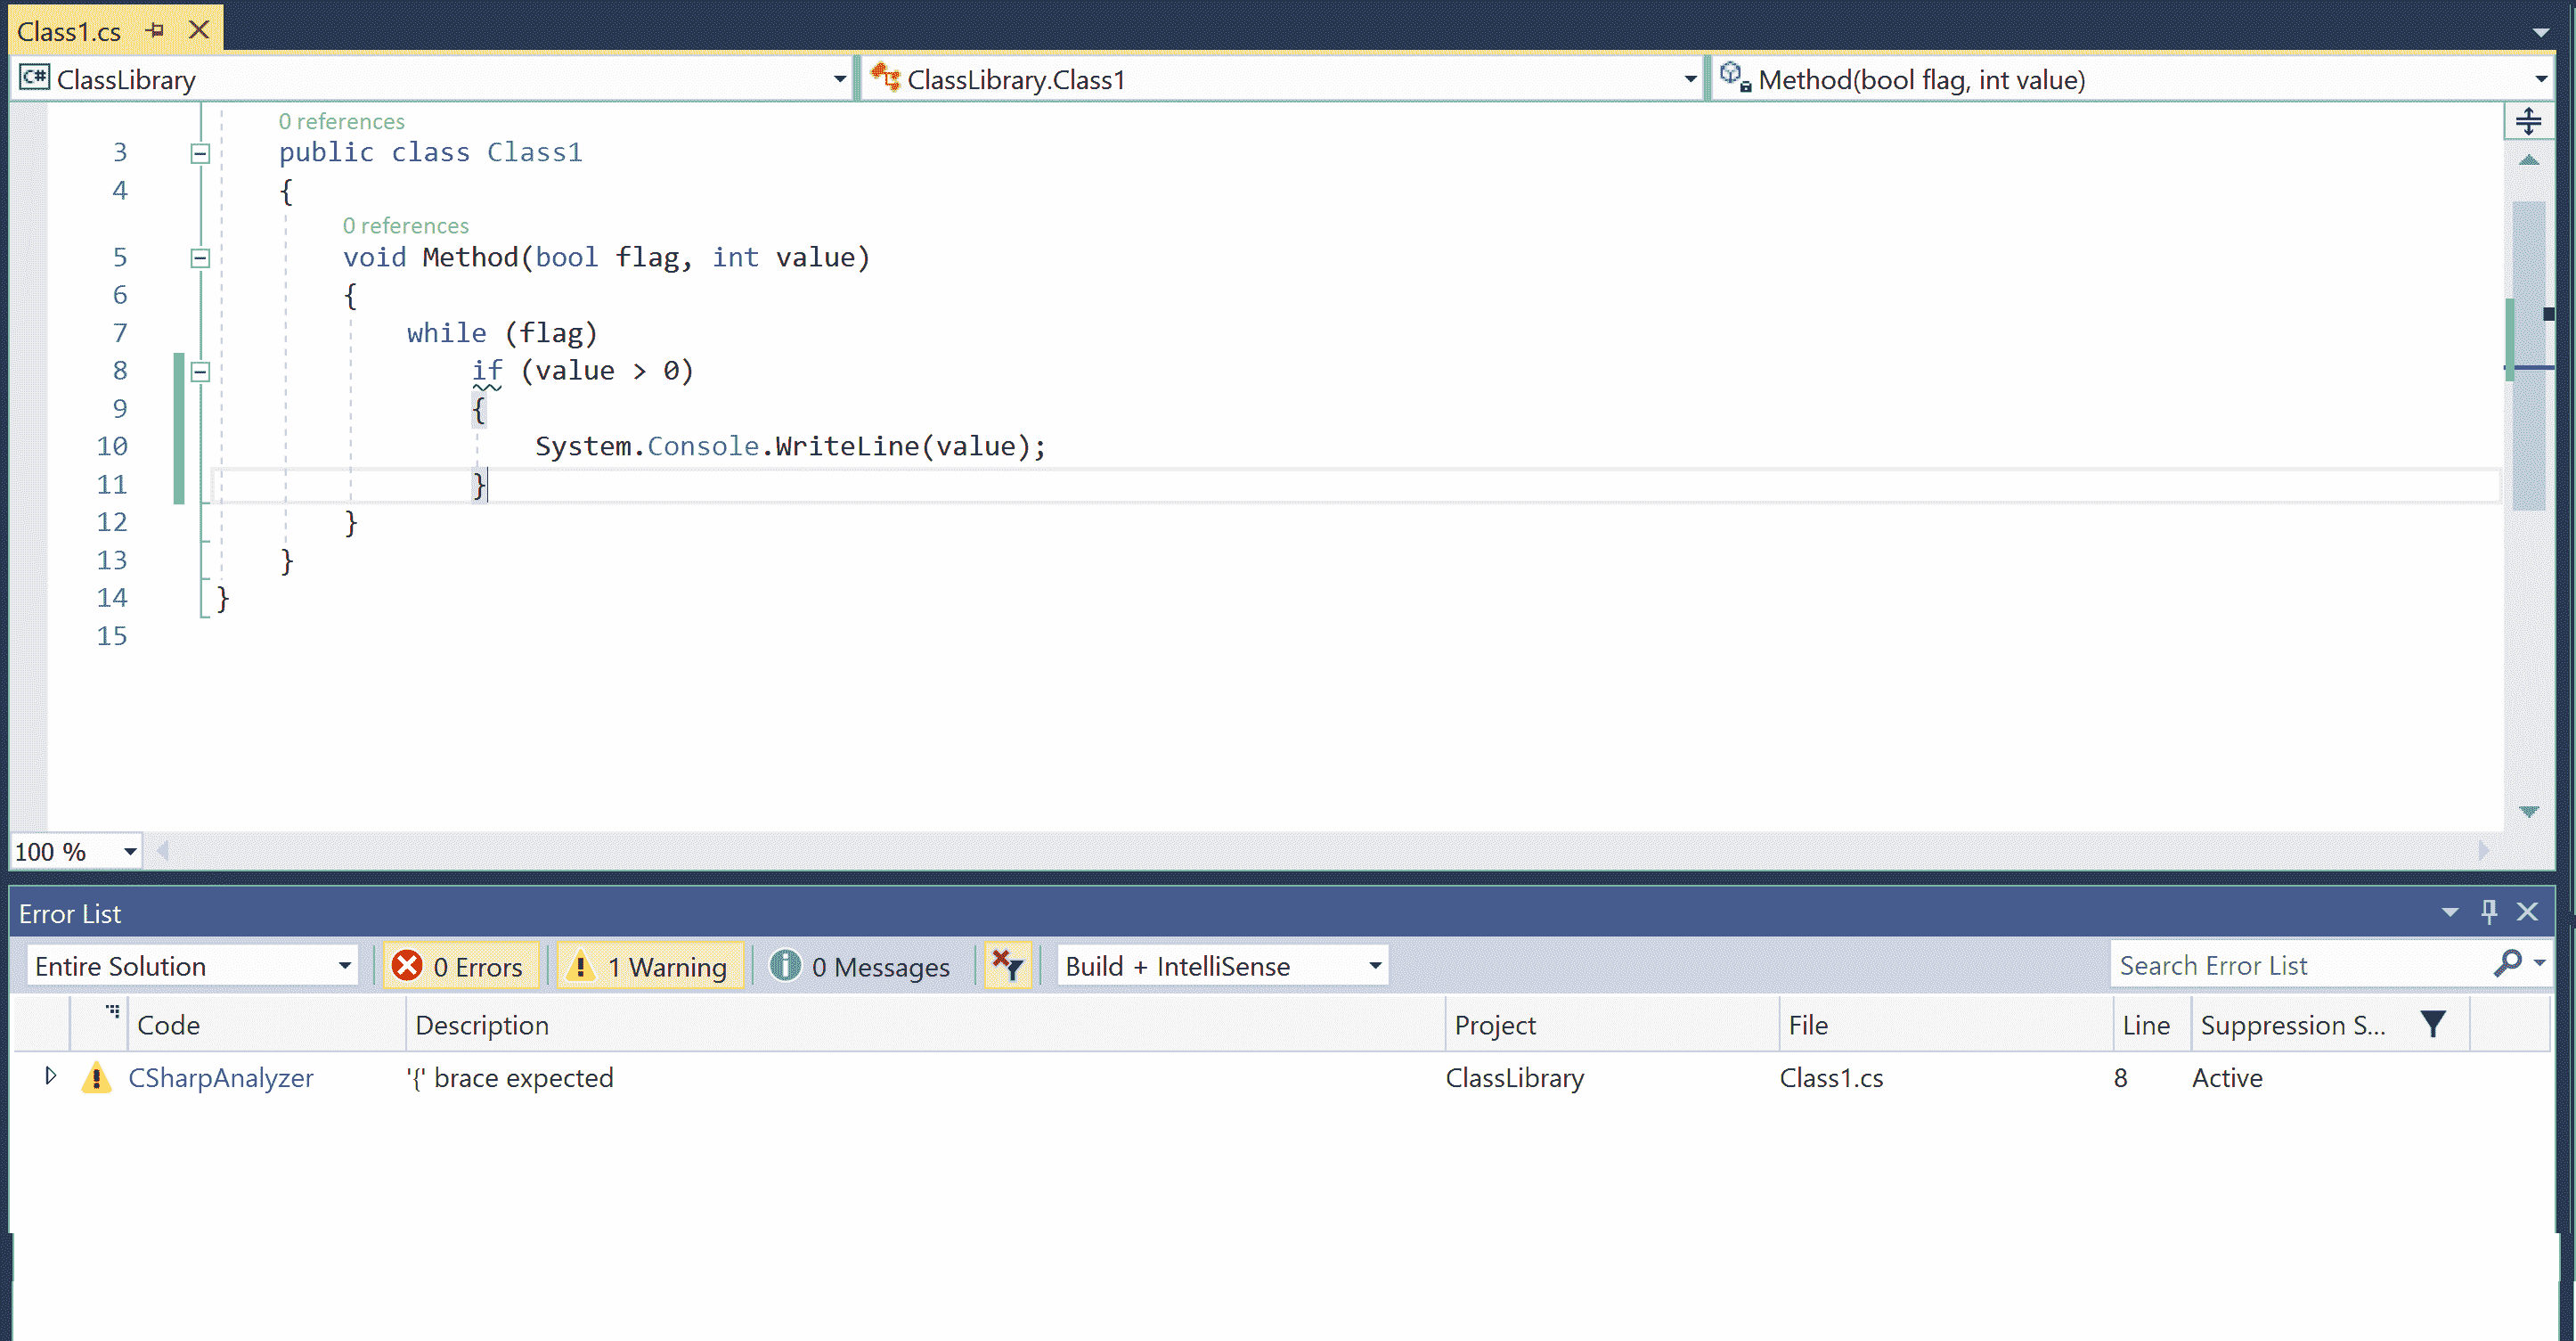 Class1.cs
C# ClassLibrary ClassLibrary.Class1 Method(bool flag, int value)
0 references
3 public class Class1
4 {
0 references
5 void Method(bool flag, int value)
6 {
7 while (flag)
8 if (value > 0)
9 {
10 System.Console.WriteLine(value);
11 }
12 }
13 }
14 }
15
100 %
Error List
Entire Solution 0 Errors 1 Warning 0 Messages Build + IntelliSense Search Error List
Code Description Project File Line Suppression S...
CSharpAnalyzer '{' brace expected ClassLibrary Class1.cs 8 Active